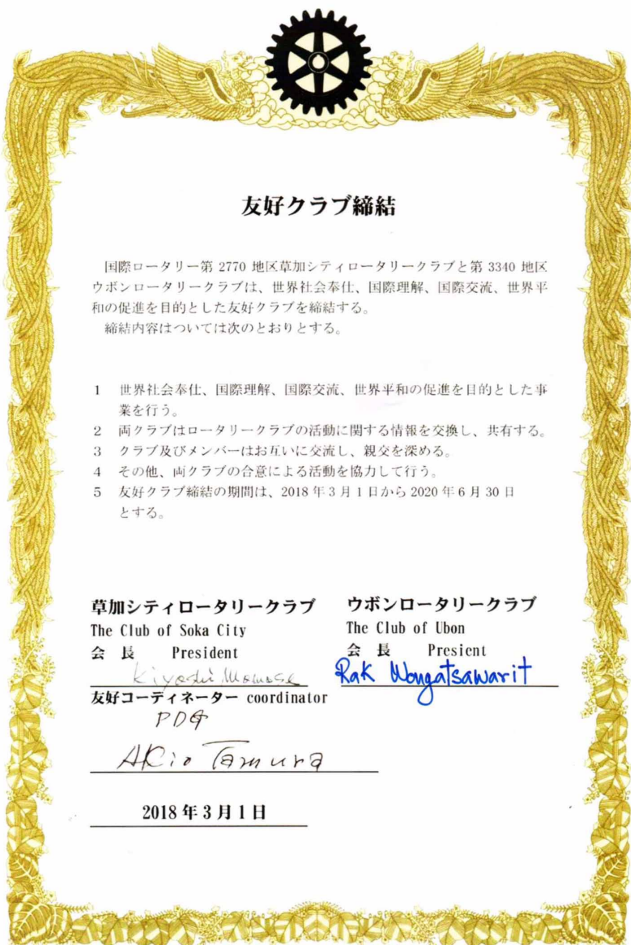 友好クラブ締結
国際ロータリー第 2770 地区草加シティロータリークラブと第 3340 地区
ウボンロータリークラブは、世界社会奉仕、国際理解、国際交流、世界平
和の促進を目的とした友好クラブを締結する。
締結内容はついては次のとおりとする。
1 世界社会奉仕、国際理解、国際交流、世界平和の促進を目的とした事
業を行う。
2 両クラブはロータリークラブの活動に関する情報を交換し、共有する。
3 クラブ及びメンバーはお互いに交流し、親交を深める。
4 その他、両クラブの合意による活動を協力して行う。
5 友好クラブ締結の期間は、2018 年 3 月 1 日から 2020 年 6 月 30 日
とする。
草加シティロータリークラブ
The Club of Soka City
会 長 President
Kiyoshi Momose
友好コーディネーター coordinator
PDG
Akio Tamura
2018 年 3 月 1 日
ウボンロータリークラブ
The Club of Ubon
会 長 Presient
Rak Wongatsawarit